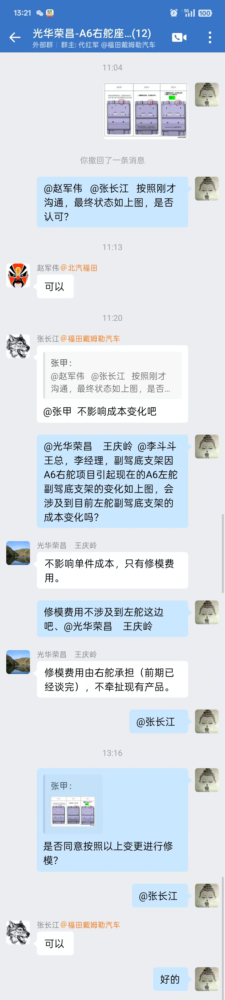 13:21
58
5G
100
光华荣昌-A6右舵座...(12)
外部群 | 群主: 代红军 @福田戴姆勒汽车
11:04
你撤回了一条消息
@赵军伟 @张长江 按照刚才
沟通，最终状态如上图，是否
认可？
11:13
赵军伟@北汽福田
可以
11:20
张长江@福田戴姆勒汽车
张甲：
@赵军伟 @张长江 按照刚才
沟通，最终状态如上图，是否...
@张甲 不影响成本变化吧
@光华荣昌 王庆岭 @李斗斗
王总，李经理，副驾底支架因
A6右舵项目引起现在的A6左舵
副驾底支架的变化如上图，会
涉及到目前左舵副驾底支架的
成本变化吗？
光华荣昌 王庆岭
不影响单件成本，只有修模费
用。
修模费用不涉及到左舵这边
吧、@光华荣昌 王庆岭
光华荣昌 王庆岭
修模费用由右舵承担（前期已
经谈完），不牵扯现有产品。
@张长江
13:16
张甲：
是否同意按照以上变更进行修
模？
@张长江
张长江@福田戴姆勒汽车
可以
好的